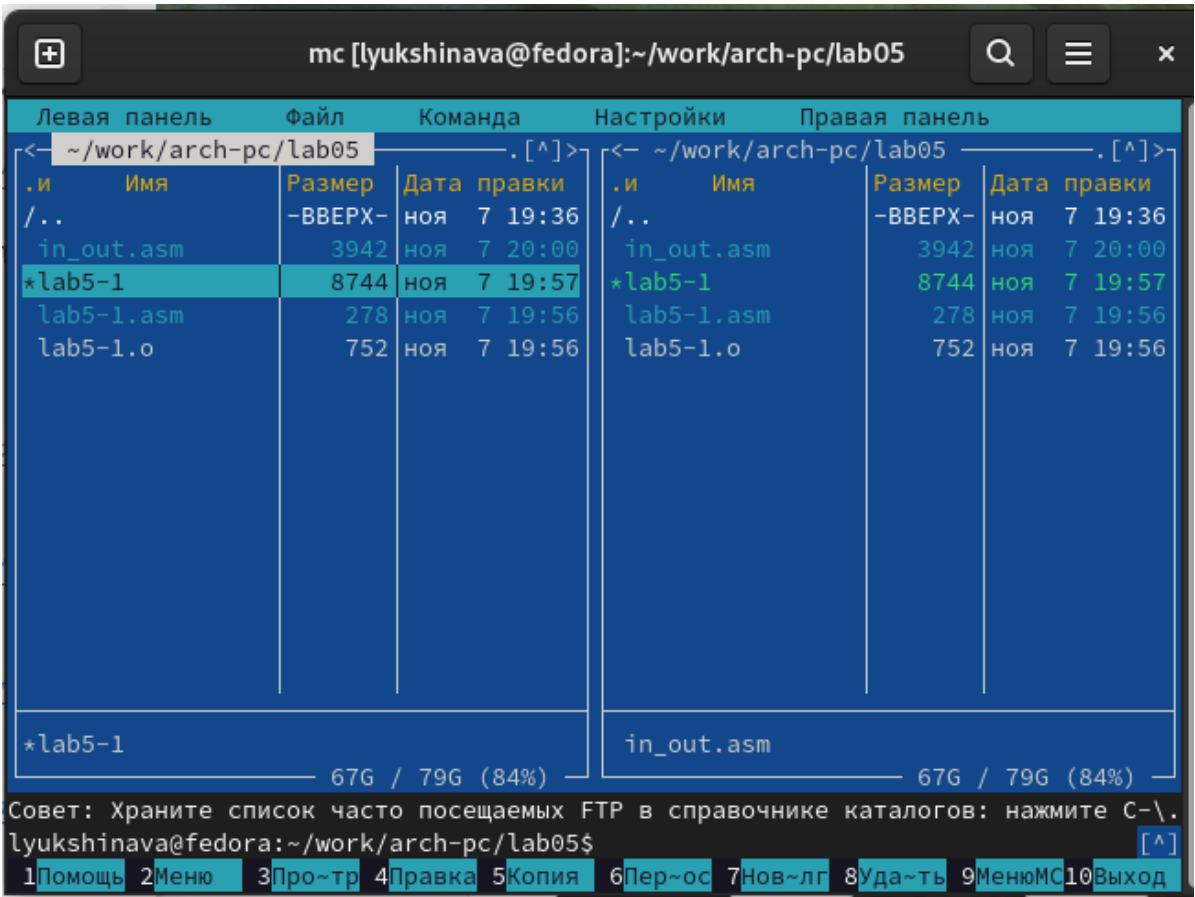 mc [lyukshinava@fedora]:~/work/arch-pc/lab05
Левая панель Файл Команда Настройки Правая панель
<— ~/work/arch-pc/lab05 .[^]> <— ~/work/arch-pc/lab05 .[^]>
.и Имя Размер Дата правки .и Имя Размер Дата правки
/.. -ВВЕРХ- ноя 7 19:36 /.. -ВВЕРХ- ноя 7 19:36
in_out.asm 3942 ноя 7 20:00 in_out.asm 3942 ноя 7 20:00
*lab5-1 8744 ноя 7 19:57 *lab5-1 8744 ноя 7 19:57
lab5-1.asm 278 ноя 7 19:56 lab5-1.asm 278 ноя 7 19:56
lab5-1.o 752 ноя 7 19:56 lab5-1.o 752 ноя 7 19:56
*lab5-1 in_out.asm
67G / 79G (84%) 67G / 79G (84%)
Совет: Храните список часто посещаемых FTP в справочнике каталогов: нажмите C-\.
lyukshinava@fedora:~/work/arch-pc/lab05$ [^]
1Помощь 2Меню 3Про~тр 4Правка 5Копия 6Пер~ос 7Нов~лг 8Уда~ть 9МенюMC 10Выход